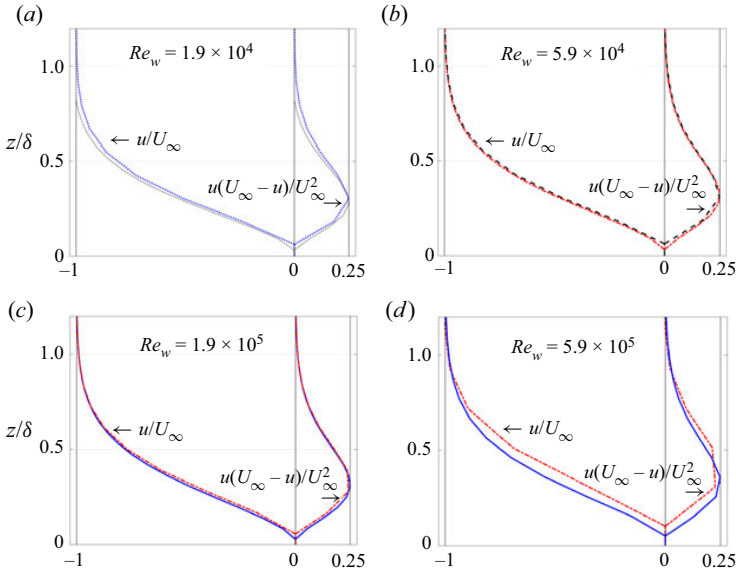 (a) (b)
Re_w = 1.9 × 10^4 Re_w = 5.9 × 10^4
1.0 1.0
z/δ
← u/U_∞ ← u/U_∞
0.5 0.5
u(U_∞ − u)/U_∞^2 → u(U_∞ − u)/U_∞^2 →
0 0
−1 0 0.25 −1 0 0.25
(c) (d)
Re_w = 1.9 × 10^5 Re_w = 5.9 × 10^5
1.0 1.0
z/δ
← u/U_∞ ← u/U_∞
0.5 0.5
u(U_∞ − u)/U_∞^2 → u(U_∞ − u)/U_∞^2 →
0 0
−1 0 0.25 −1 0 0.25